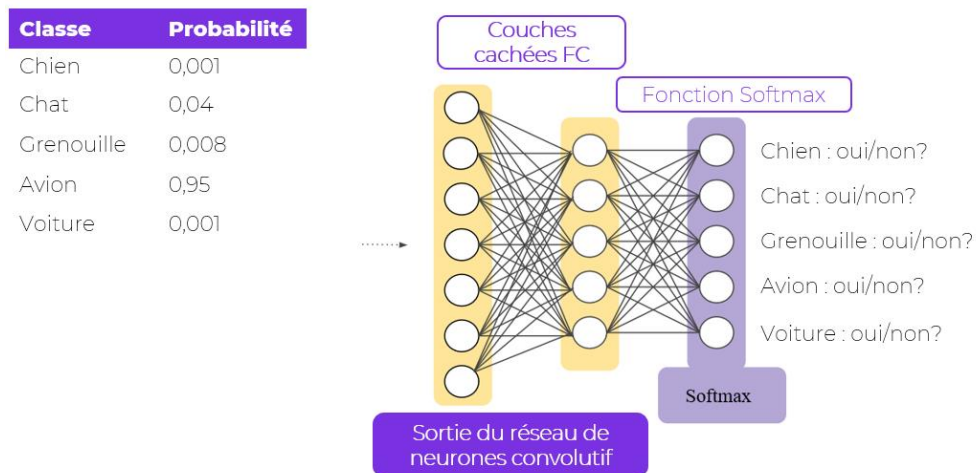 Classe Probabilité
Chien 0,001
Chat 0,04
Grenouille 0,008
Avion 0,95
Voiture 0,001
Couches
cachées FC
Fonction Softmax
Chien : oui/non?
Chat : oui/non?
Grenouille : oui/non?
Avion : oui/non?
Voiture : oui/non?
Softmax
Sortie du réseau de
neurones convolutif